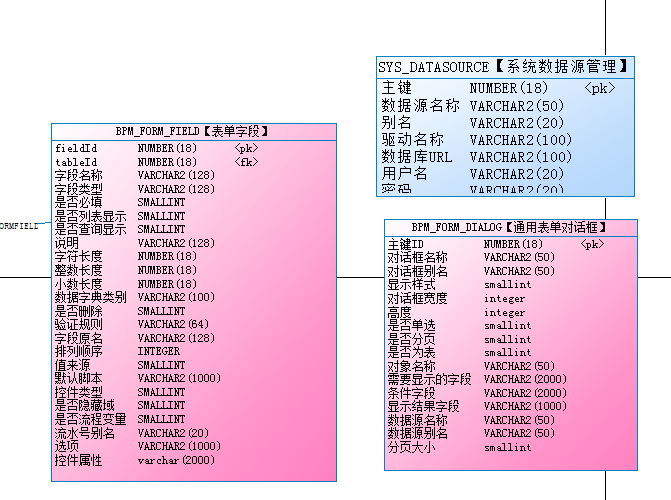 SYS_DATASOURCE【系统数据源管理】
主键 NUMBER(18) <pk>
数据源名称 VARCHAR2(50)
别名 VARCHAR2(20)
驱动名称 VARCHAR2(100)
数据库URL VARCHAR2(100)
用户名 VARCHAR2(20)
密码 VARCHAR2(20)
BPM_FORM_FIELD【表单字段】
fieldId NUMBER(18) <pk>
tableId NUMBER(18) <fk>
字段名称 VARCHAR2(128)
字段类型 VARCHAR2(128)
是否必填 SMALLINT
是否列表显示 SMALLINT
是否查询显示 SMALLINT
说明 VARCHAR2(128)
字符长度 NUMBER(18)
整数长度 NUMBER(18)
小数长度 NUMBER(18)
数据字典类别 VARCHAR2(100)
是否删除 SMALLINT
验证规则 VARCHAR2(64)
字段原名 VARCHAR2(128)
排列顺序 INTEGER
值来源 SMALLINT
默认脚本 VARCHAR2(1000)
控件类型 SMALLINT
是否隐藏域 SMALLINT
是否流程变量 SMALLINT
流水号别名 VARCHAR2(20)
选项 VARCHAR2(1000)
控件属性 varchar(2000)
ORMFIELD
BPM_FORM_DIALOG【通用表单对话框】
主键ID NUMBER(18) <pk>
对话框名称 VARCHAR2(50)
对话框别名 VARCHAR2(50)
显示样式 smallint
对话框宽度 integer
高度 integer
是否单选 smallint
是否分页 smallint
是否为表 smallint
对象名称 VARCHAR2(50)
需要显示的字段 VARCHAR2(2000)
条件字段 VARCHAR2(2000)
显示结果字段 VARCHAR2(1000)
数据源名称 VARCHAR2(50)
数据源别名 VARCHAR2(50)
分页大小 smallint